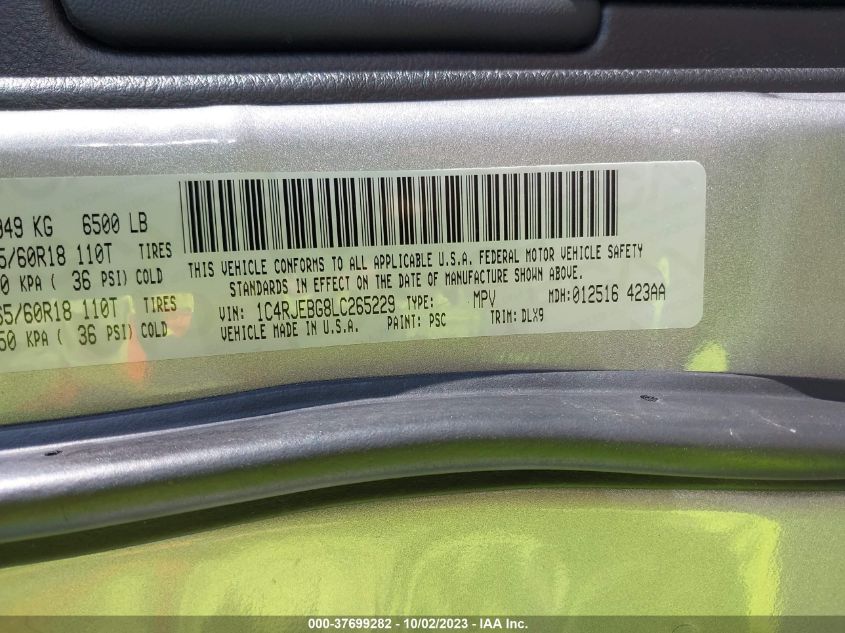 949 KG 6500 LB
5/60R18 110T TIRES
0 KPA ( 36 PSI) COLD
65/60R18 110T TIRES
50 KPA ( 36 PSI) COLD
THIS VEHICLE CONFORMS TO ALL APPLICABLE U.S.A. FEDERAL MOTOR VEHICLE SAFETY
STANDARDS IN EFFECT ON THE DATE OF MANUFACTURE SHOWN ABOVE.
VIN: 1C4RJEBG8LC265229 TYPE: MPV MDH:012516 423AA
VEHICLE MADE IN U.S.A. PAINT: PSC TRIM: DLX9
000-37699282 - 10/02/2023 - IAA Inc.